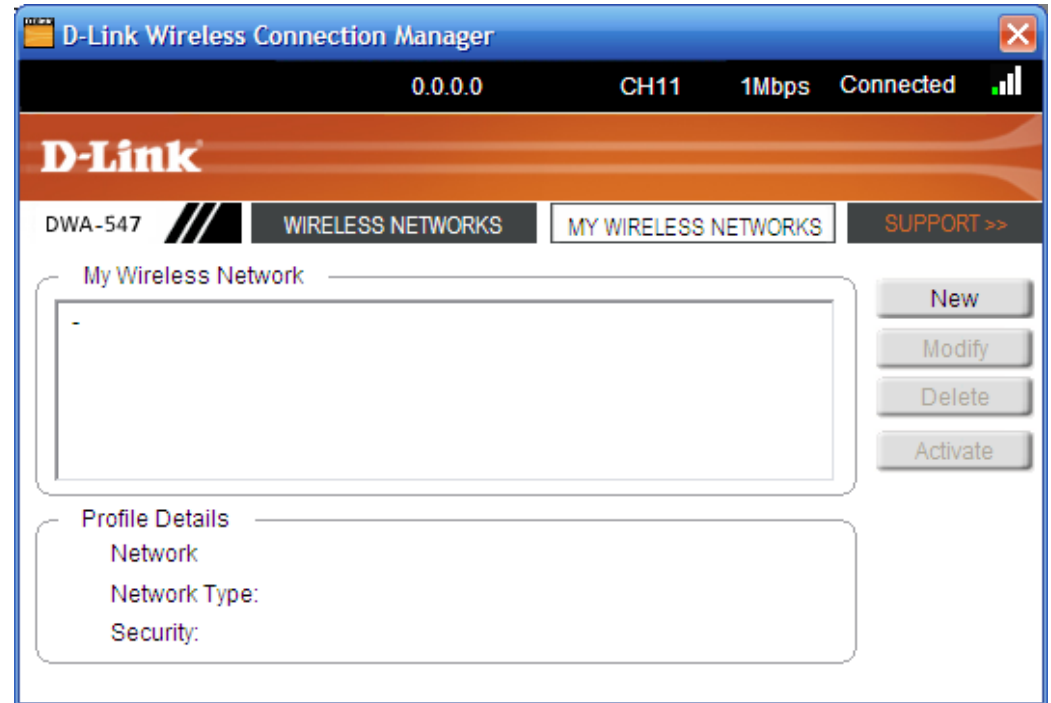 D-Link Wireless Connection Manager
0.0.0.0 CH11 1Mbps Connected
D-Link
DWA-547 WIRELESS NETWORKS MY WIRELESS NETWORKS SUPPORT >>
My Wireless Network
-
New
Modify
Delete
Activate
Profile Details
Network
Network Type:
Security: